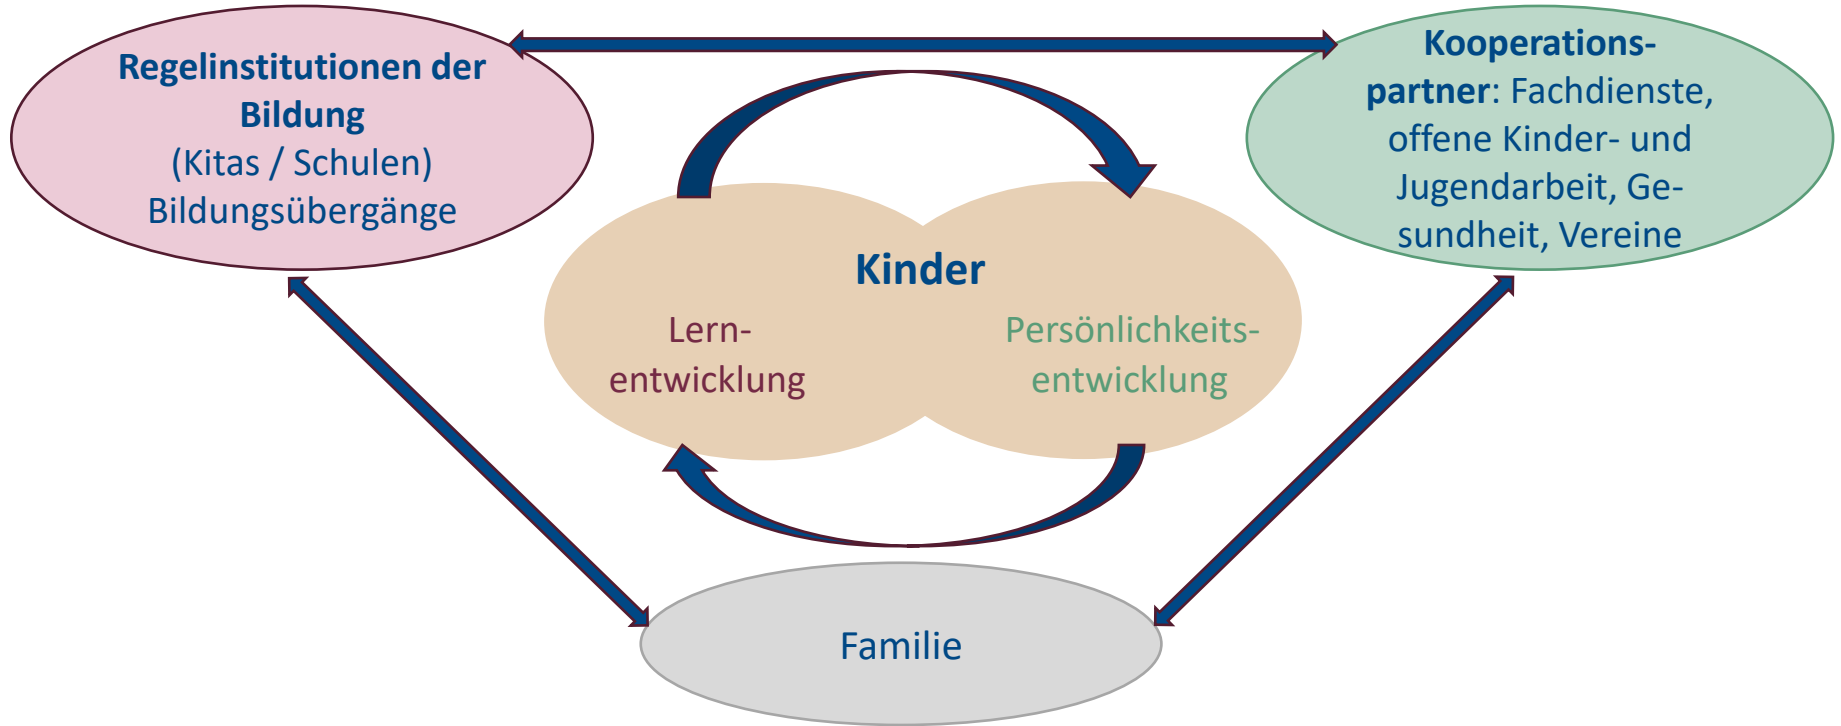 Regelinstitutionen der
Bildung
(Kitas / Schulen)
Bildungsübergänge
Kooperations-
partner: Fachdienste,
offene Kinder- und
Jugendarbeit, Ge-
sundheit, Vereine
Kinder
Lern-
entwicklung
Persönlichkeits-
entwicklung
Familie